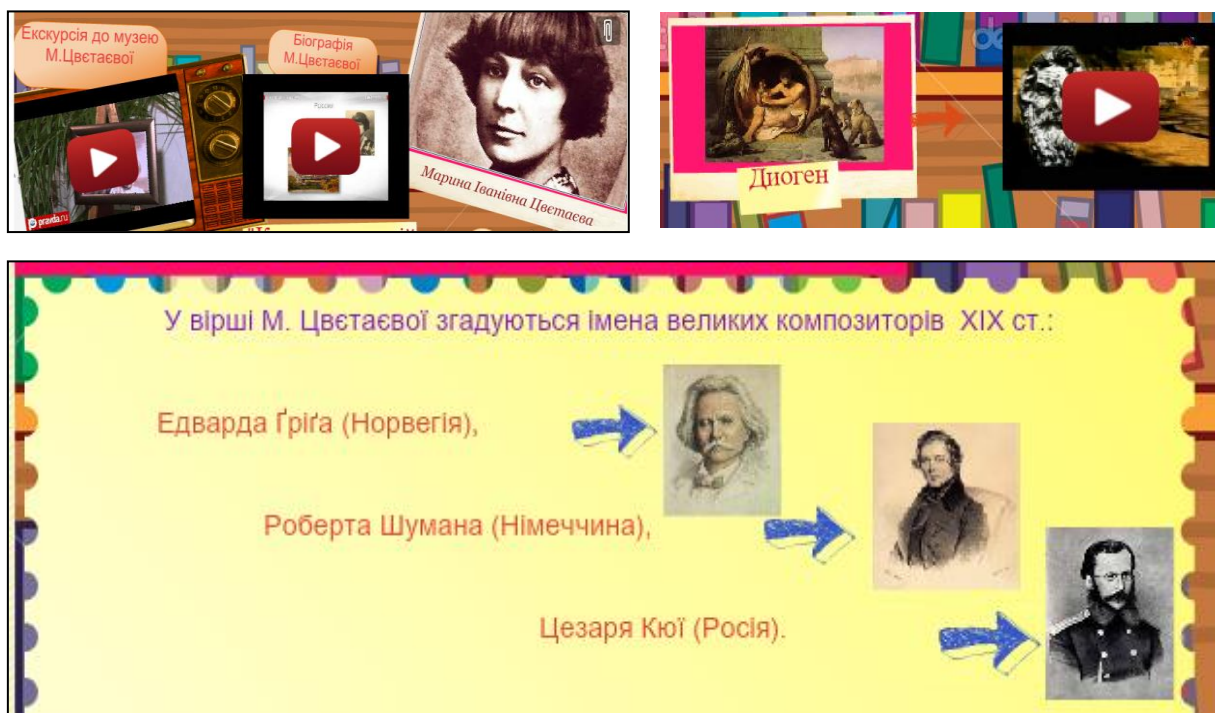 Екскурсія до музею
М.Цвєтаєвої
Біографія
М.Цвєтаєвої
Марина Іванівна Цвєтаєва
pravda.ru
Диоген
У вірші М. Цвєтаєвої згадуються імена великих композиторів XIX ст.:
Едварда Ґріґа (Норвегія),
Роберта Шумана (Німеччина),
Цезаря Кюї (Росія).